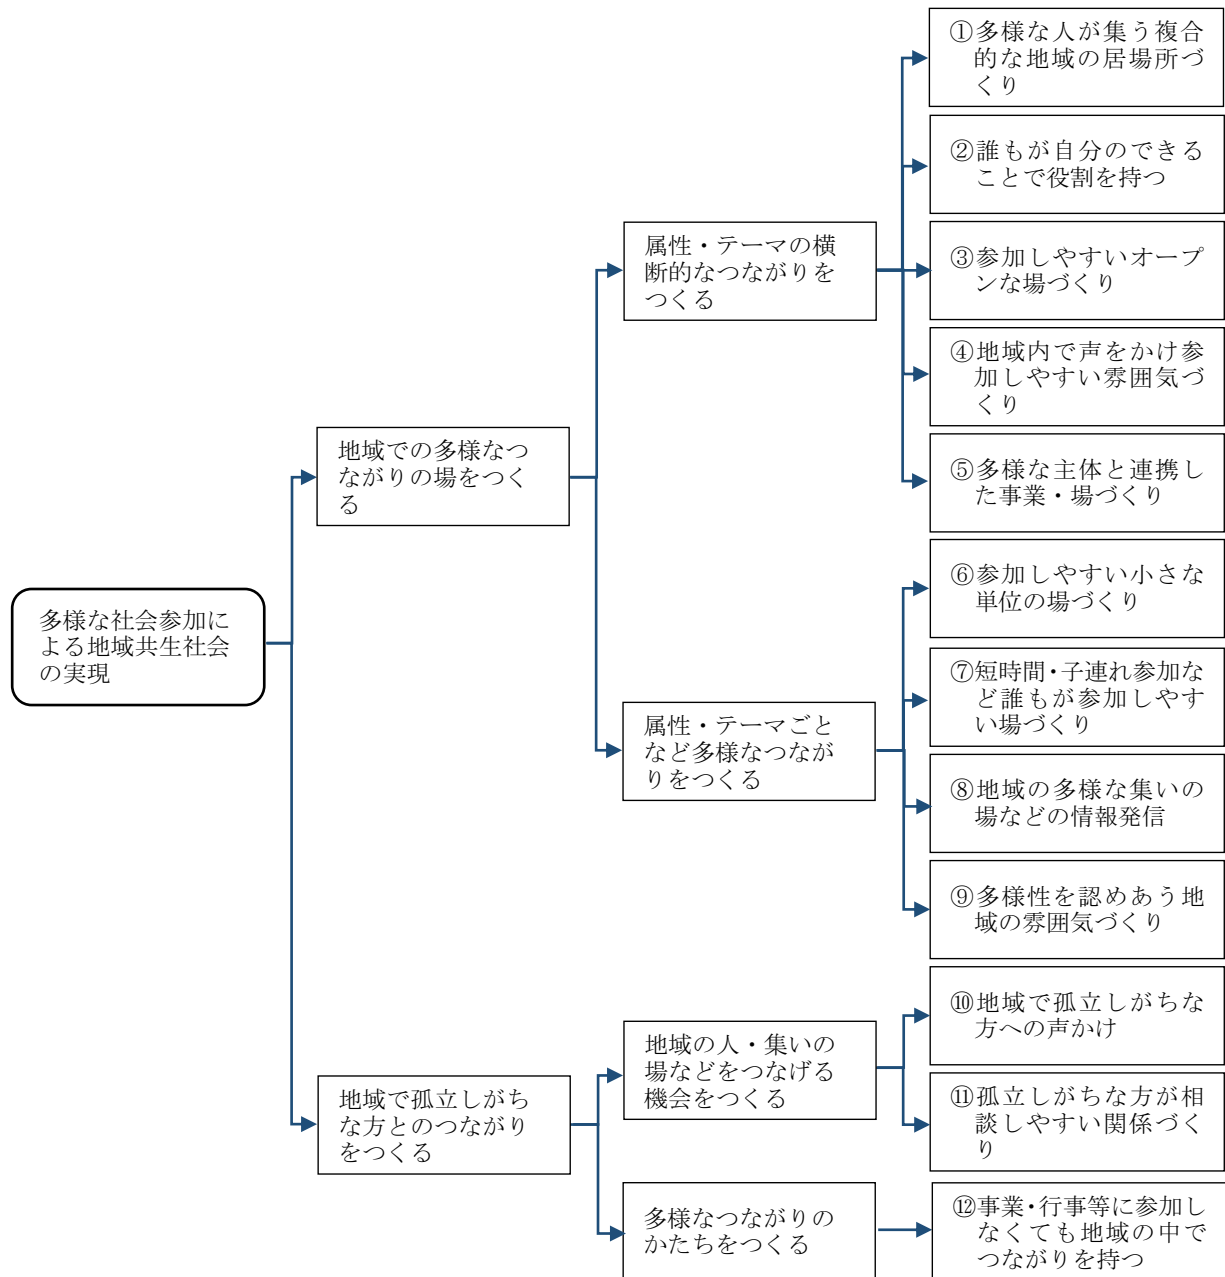 ①多様な人が集う複合
的な地域の居場所づ
くり
②誰もが自分のできる
ことで役割を持つ
属性・テーマの横
断的なつながりを
つくる
③参加しやすいオープ
ンな場づくり
④地域内で声をかけ参
加しやすい雰囲気づ
くり
地域での多様なつ
ながりの場をつく
る
⑤多様な主体と連携し
た事業・場づくり
多様な社会参加に
よる地域共生社会
の実現
⑥参加しやすい小さな
単位の場づくり
⑦短時間・子連れ参加な
ど誰もが参加しやす
い場づくり
属性・テーマごと
など多様なつなが
りをつくる
⑧地域の多様な集いの
場などの情報発信
⑨多様性を認めあう地
域の雰囲気づくり
⑩地域で孤立しがちな
方への声かけ
地域の人・集いの
場などをつなげる
機会をつくる
地域で孤立しがち
な方とのつながり
をつくる
⑪孤立しがちな方が相
談しやすい関係づく
り
多様なつながりの
かたちをつくる
⑫事業・行事等に参加し
なくても地域の中で
つながりを持つ